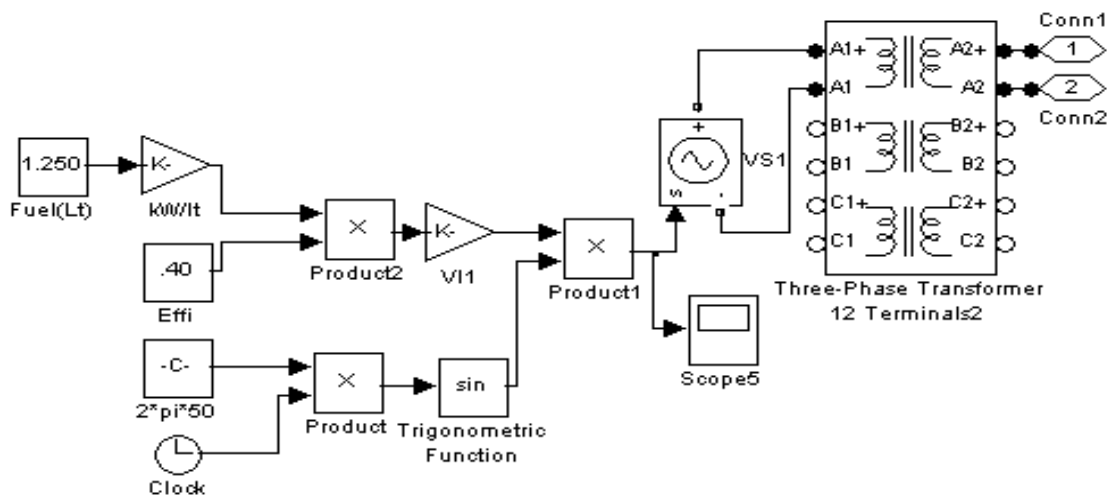 Conn1
A1+
A2+
1
A1
A2
2
Conn2
+
VS1
s
-
B1+
B2+
B1
B2
C1+
C2+
C1
C2
Three-Phase Transformer
12 Terminals2
1.250
Fuel(Lt)
K-
kW/lt
×
Product2
K-
VI1
×
Product1
.40
Effi
Scope5
-C-
2*pi*50
×
Product
sin
Trigonometric
Function
Clock